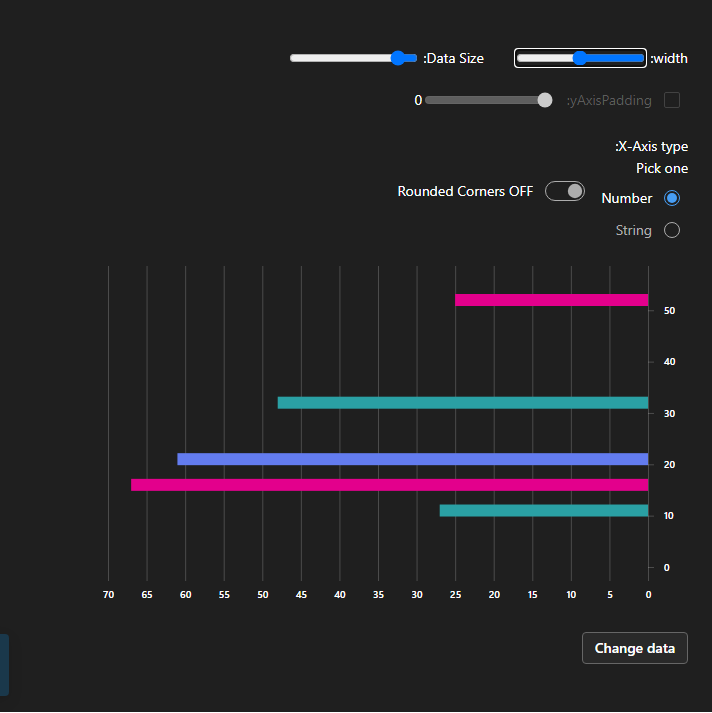 :width
:Data Size
:yAxisPadding
0
:X-Axis type
Pick one
Number
Rounded Corners OFF
String
50
40
30
20
10
0
70 65 60 55 50 45 40 35 30 25 20 15 10 5 0
Change data